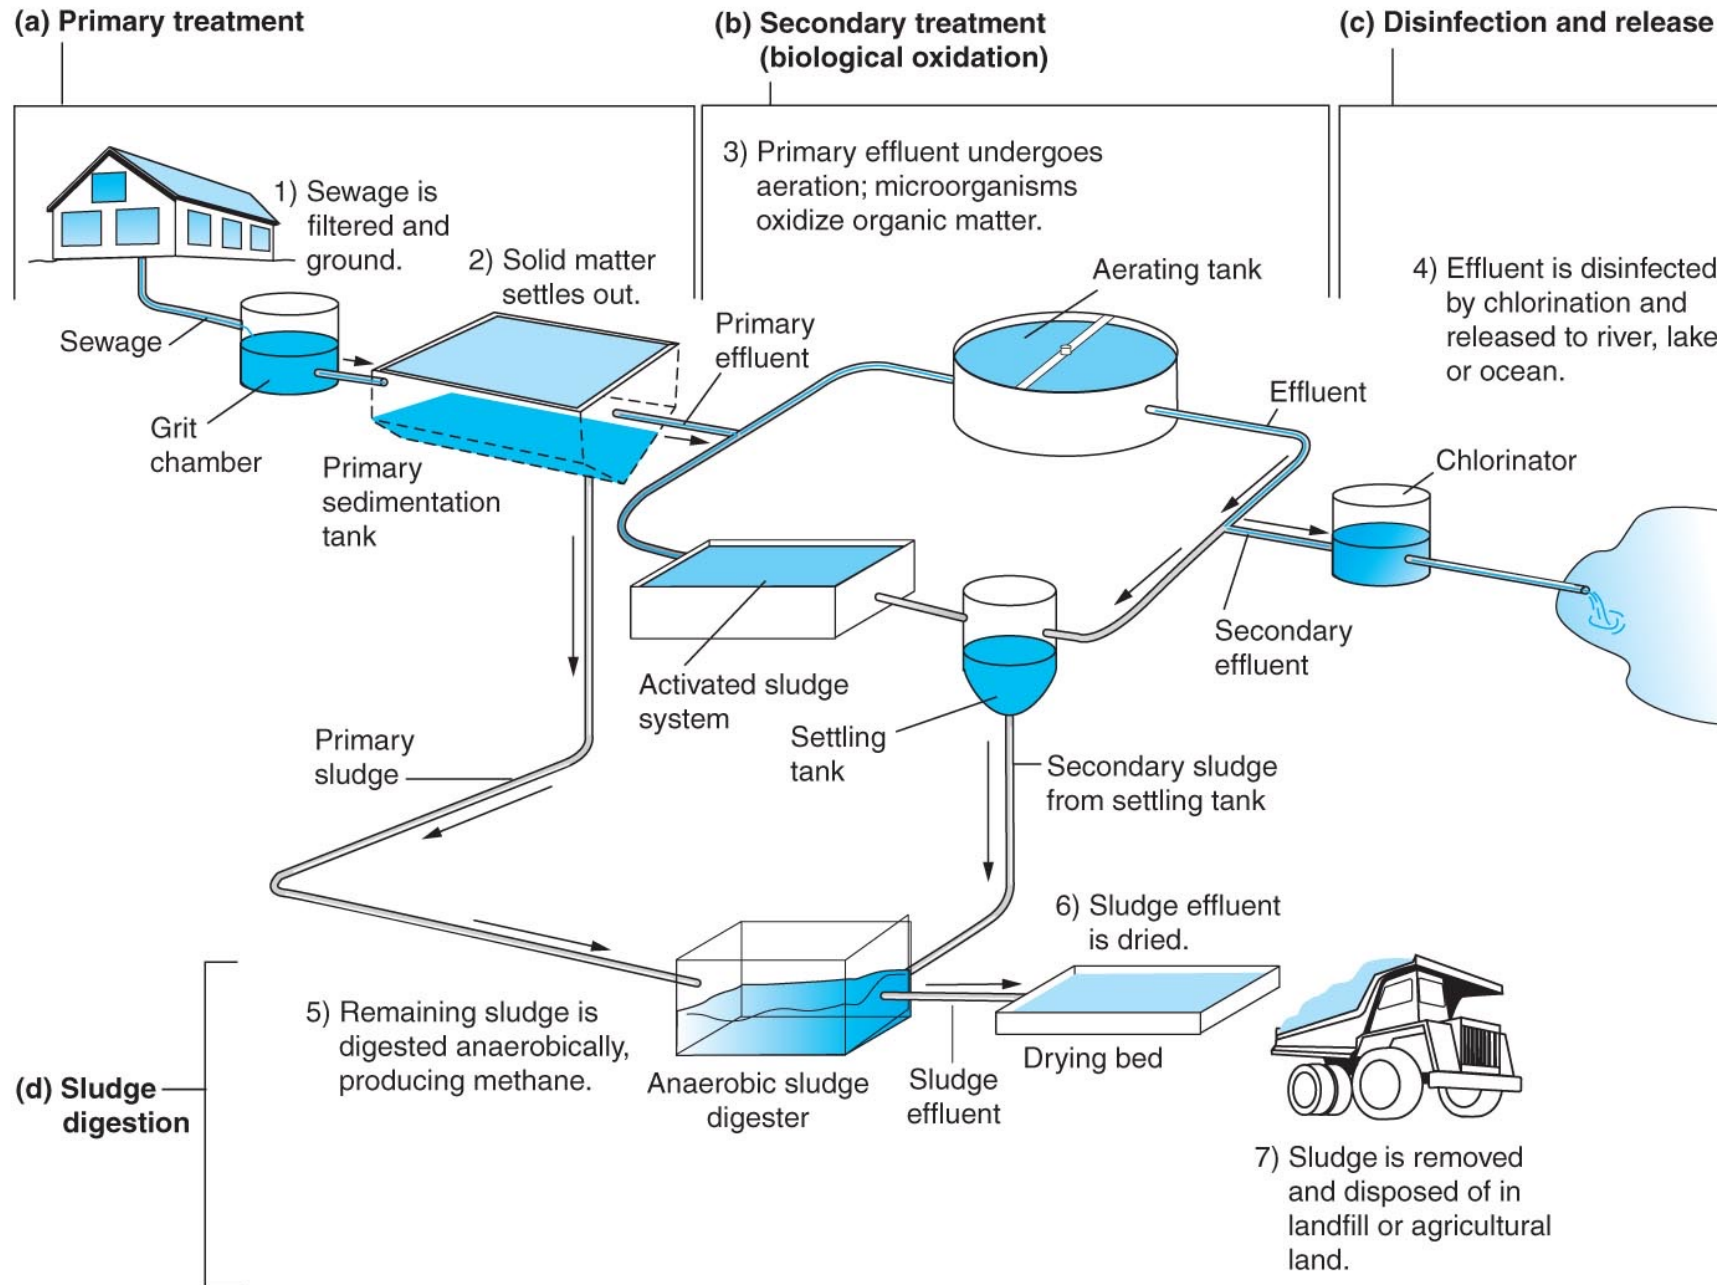 (a) Primary treatment
(b) Secondary treatment
(biological oxidation)
(c) Disinfection and release
1) Sewage is
filtered and
ground.
2) Solid matter
settles out.
3) Primary effluent undergoes
aeration; microorganisms
oxidize organic matter.
4) Effluent is disinfected
by chlorination and
released to river, lake
or ocean.
Sewage
Grit
chamber
Primary
sedimentation
tank
Primary
effluent
Aerating tank
Effluent
Chlorinator
Secondary
effluent
Activated sludge
system
Settling
tank
Primary
sludge
Secondary sludge
from settling tank
(d) Sludge
digestion
5) Remaining sludge is
digested anaerobically,
producing methane.
Anaerobic sludge
digester
Sludge
effluent
6) Sludge effluent
is dried.
Drying bed
7) Sludge is removed
and disposed of in
landfill or agricultural
land.